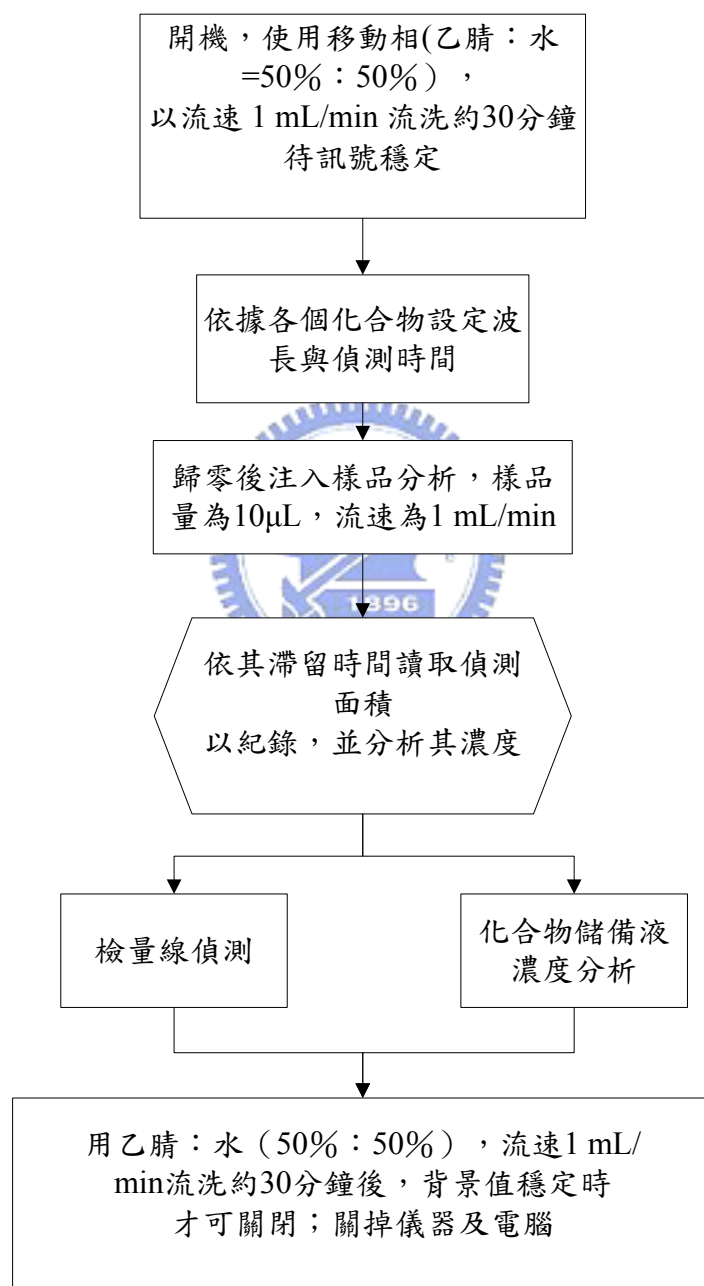 開機，使用移動相(乙腈：水
=50％：50％），
以流速 1 mL/min 流洗約30分鐘
待訊號穩定
依據各個化合物設定波
長與偵測時間
歸零後注入樣品分析，樣品
量為10μL，流速為1 mL/min
1896
依其滯留時間讀取偵測
面積
以紀錄，並分析其濃度
檢量線偵測
化合物儲備液
濃度分析
用乙腈：水（50％：50％），流速1 mL/
min流洗約30分鐘後，背景值穩定時
才可關閉；關掉儀器及電腦